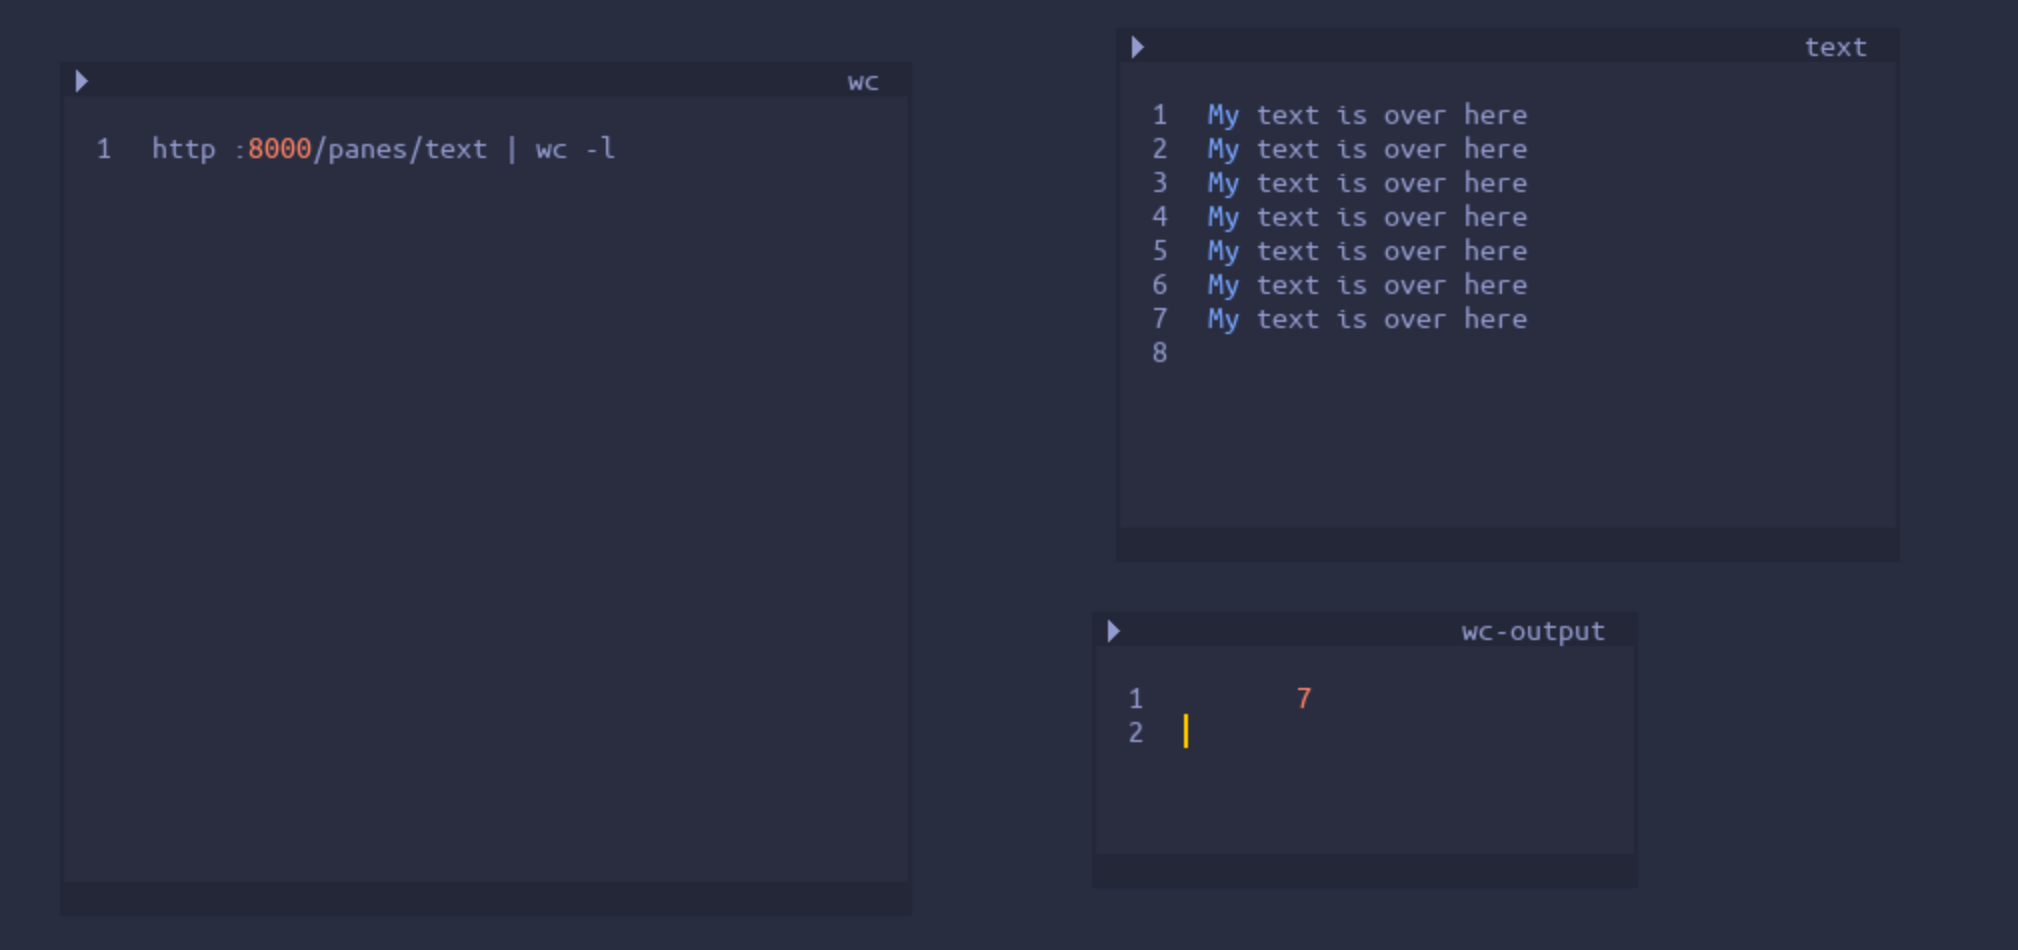 wc
1 http :8000/panes/text | wc -l
text
1 My text is over here
2 My text is over here
3 My text is over here
4 My text is over here
5 My text is over here
6 My text is over here
7 My text is over here
8
wc-output
1 7
2